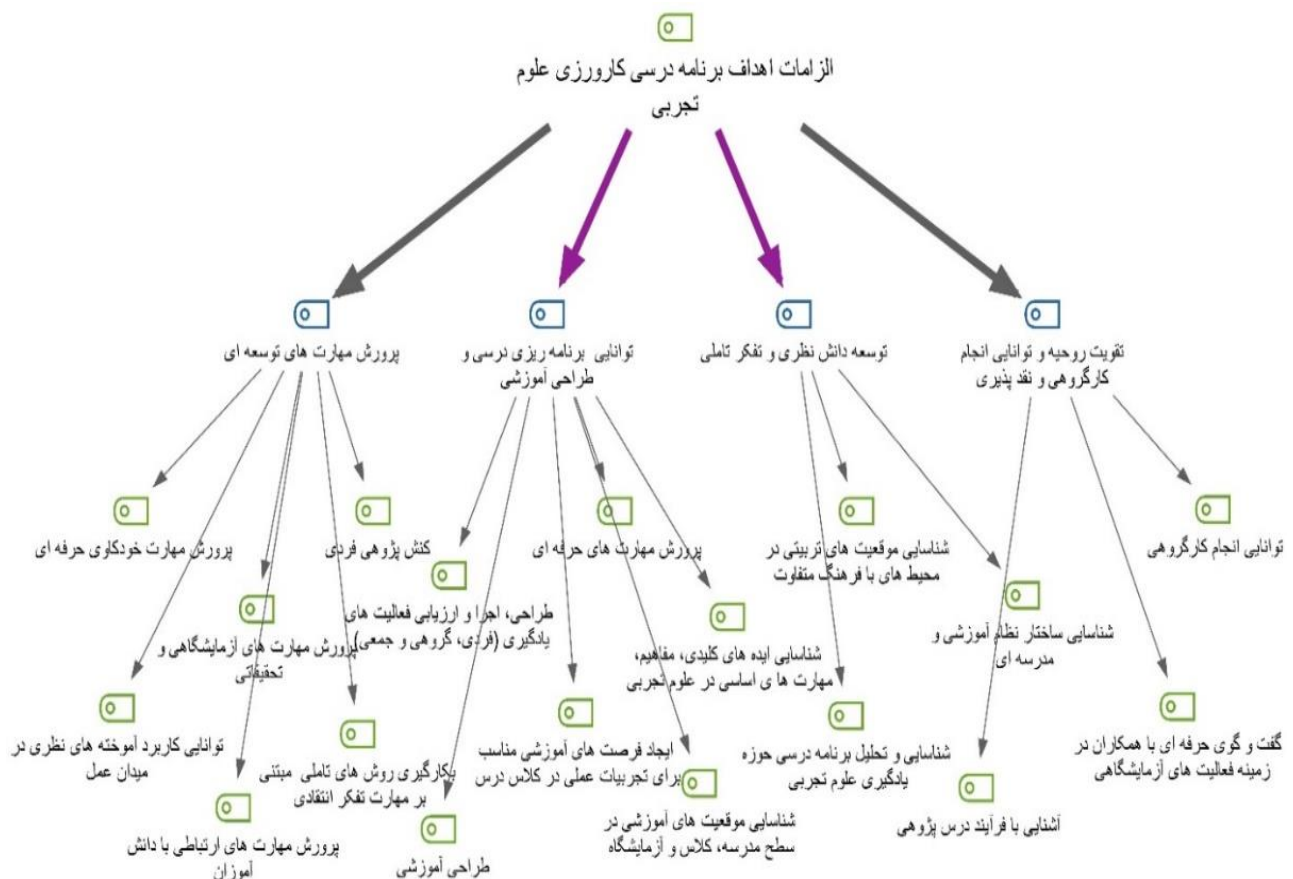 الزامات اهداف برنامه درسی کارورزی علوم
تجربی
تقویت روحیه و توانایی انجام
کارگروهی و نقد پذیری
توسعه دانش نظری و تفکر تاملی
توانایی برنامه ریزی درسی و
طراحی آموزشی
پرورش مهارت های توسعه ای
توانایی انجام کارگروهی
شناسایی موقعیت های تربیتی در
محیط های با فرهنگ متفاوت
پرورش مهارت های حرفه ای
کنش پژوهی فردی
پرورش مهارت خودکاوی حرفه ای
شناسایی ساختار نظام آموزشی و
مدرسه ای
شناسایی ایده های کلیدی، مفاهیم،
مهارت ها ی اساسی در علوم تجربی
طراحی، اجرا و ارزیابی فعالیت های
یادگیری (فردی، گروهی و جمعی)
پرورش مهارت های آزمایشگاهی و
تحقیقاتی
گفت و گوی حرفه ای با همکاران در
زمینه فعالیت های آزمایشگاهی
شناسایی و تحلیل برنامه درسی حوزه
یادگیری علوم تجربی
ایجاد فرصت های آموزشی مناسب
برای تجربیات عملی در کلاس درس
بکارگیری روش های تاملی مبتنی
بر مهارت تفکر انتقادی
توانایی کاربرد آموخته های نظری در
میدان عمل
آشنایی با فرآیند درس پژوهی
شناسایی موقعیت های آموزشی در
سطح مدرسه، کلاس و آزمایشگاه
طراحی آموزشی
پرورش مهارت های ارتباطی با دانش
آموزان